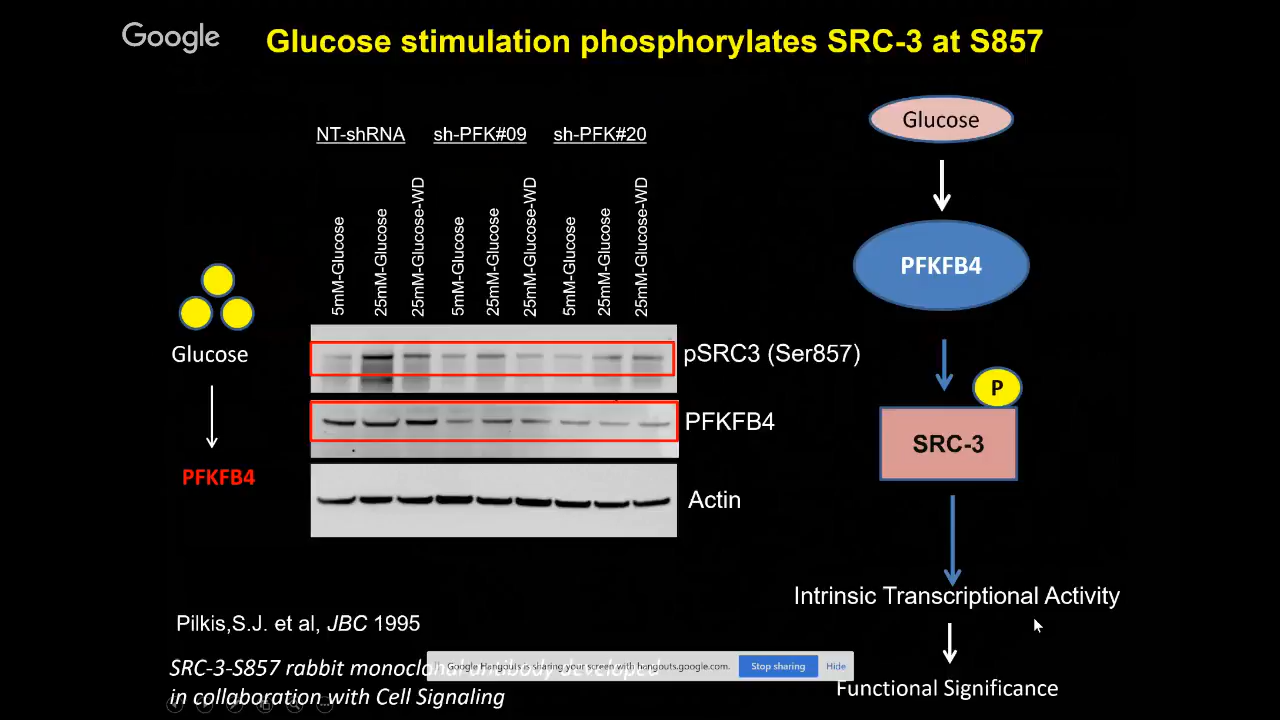 Google
Glucose stimulation phosphorylates SRC-3 at S857
NT-shRNA sh-PFK#09 sh-PFK#20
5mM-Glucose
25mM-Glucose
25mM-Glucose-WD
5mM-Glucose
25mM-Glucose
25mM-Glucose-WD
5mM-Glucose
25mM-Glucose
25mM-Glucose-WD
pSRC3 (Ser857)
PFKFB4
Actin
Glucose
PFKFB4
Glucose
PFKFB4
P
SRC-3
Intrinsic Transcriptional Activity
Functional Significance
Pilkis,S.J. et al, JBC 1995
SRC-3-S857 rabbit monoclonal antibody developed
in collaboration with Cell Signaling
Google Hangouts is sharing your screen with hangouts.google.com.
Stop sharing
Hide